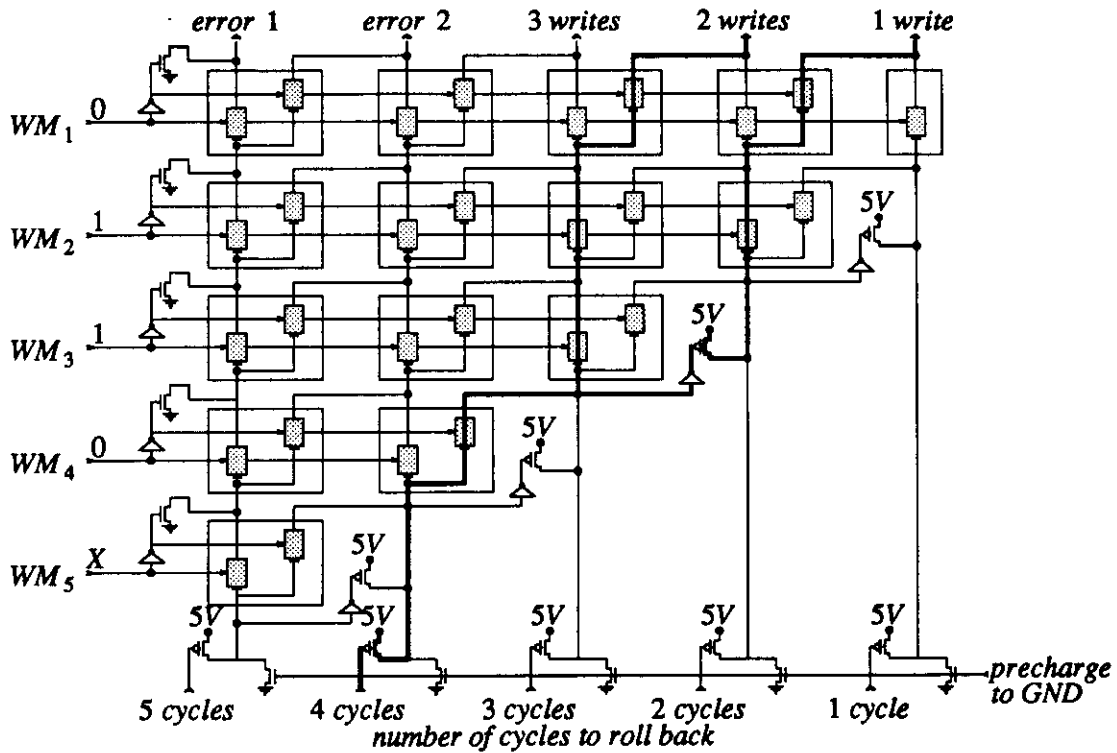 error 1 error 2 3 writes 2 writes 1 write
0
WM1
1
WM2
5V
1
WM3
5V
0
WM4
5V
X
WM5
5V
5V 5V 5V 5V 5V
precharge
to GND
5 cycles 4 cycles 3 cycles 2 cycles 1 cycle
number of cycles to roll back